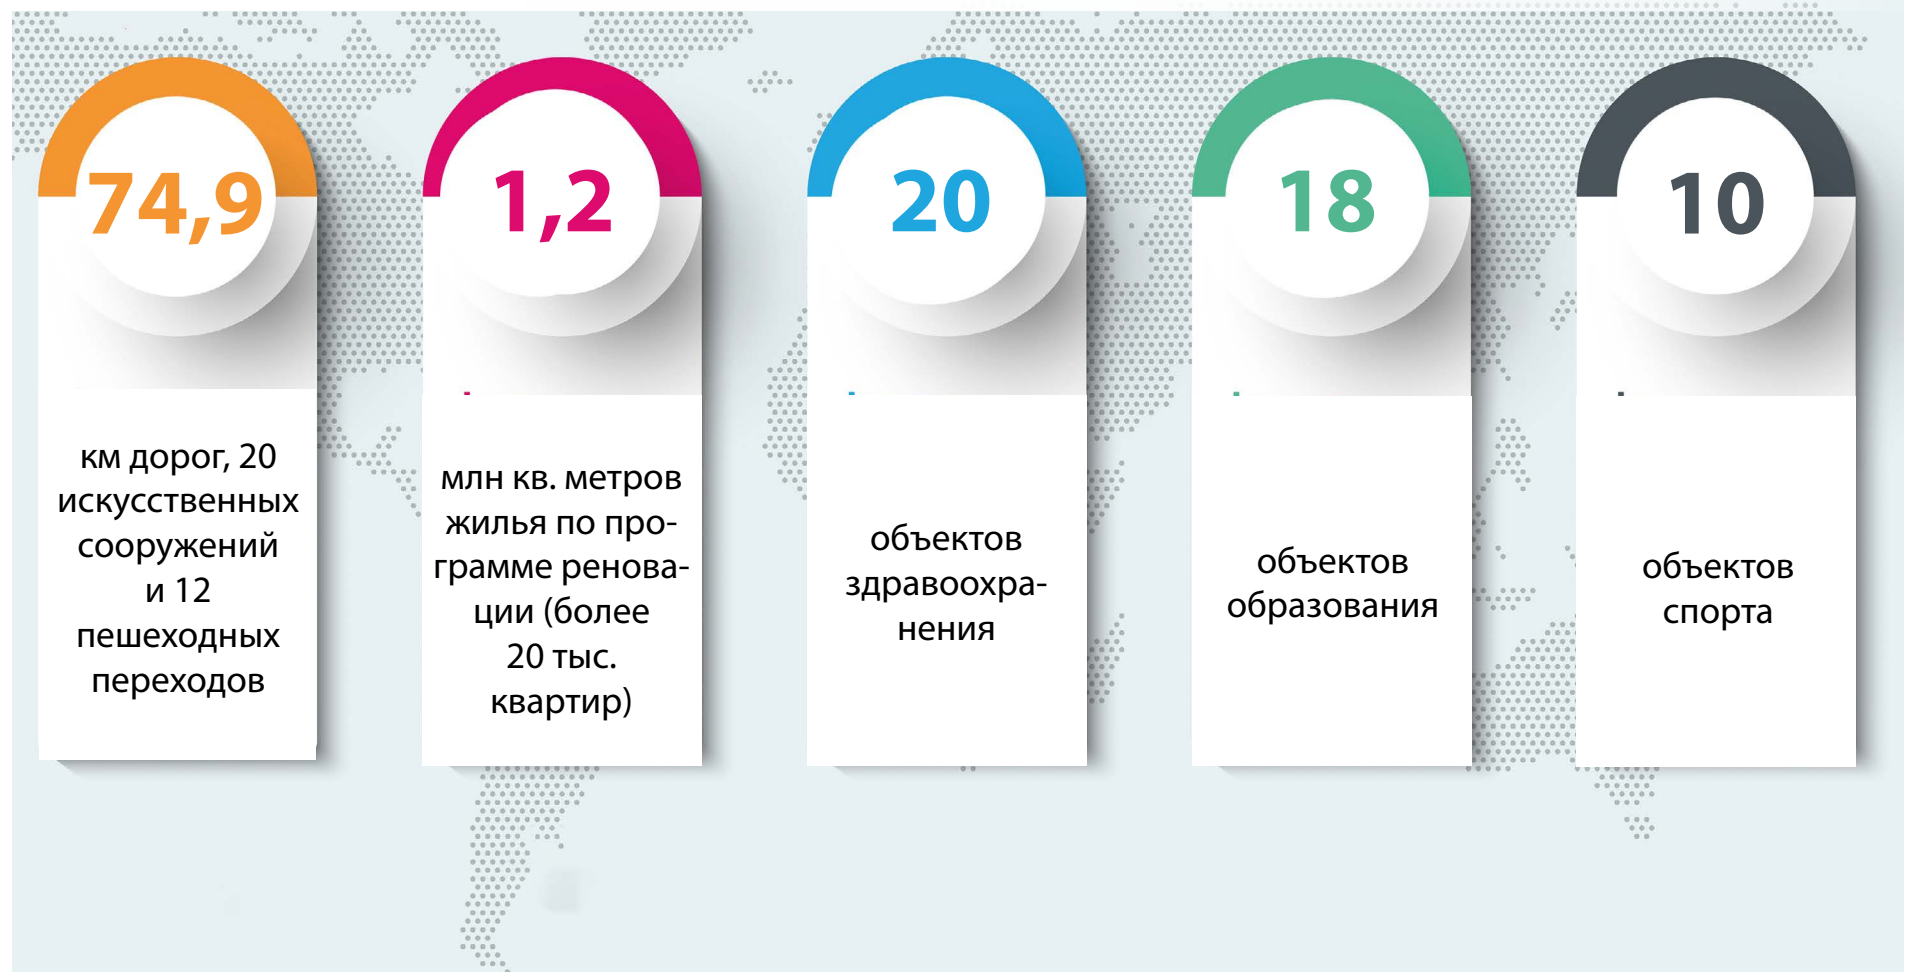 74,9
км дорог, 20
искусственных
сооружений
и 12
пешеходных
переходов
1,2
млн кв. метров
жилья по про-
грамме ренова-
ции (более
20 тыс.
квартир)
20
объектов
здравоохра-
нения
18
объектов
образования
10
объектов
спорта